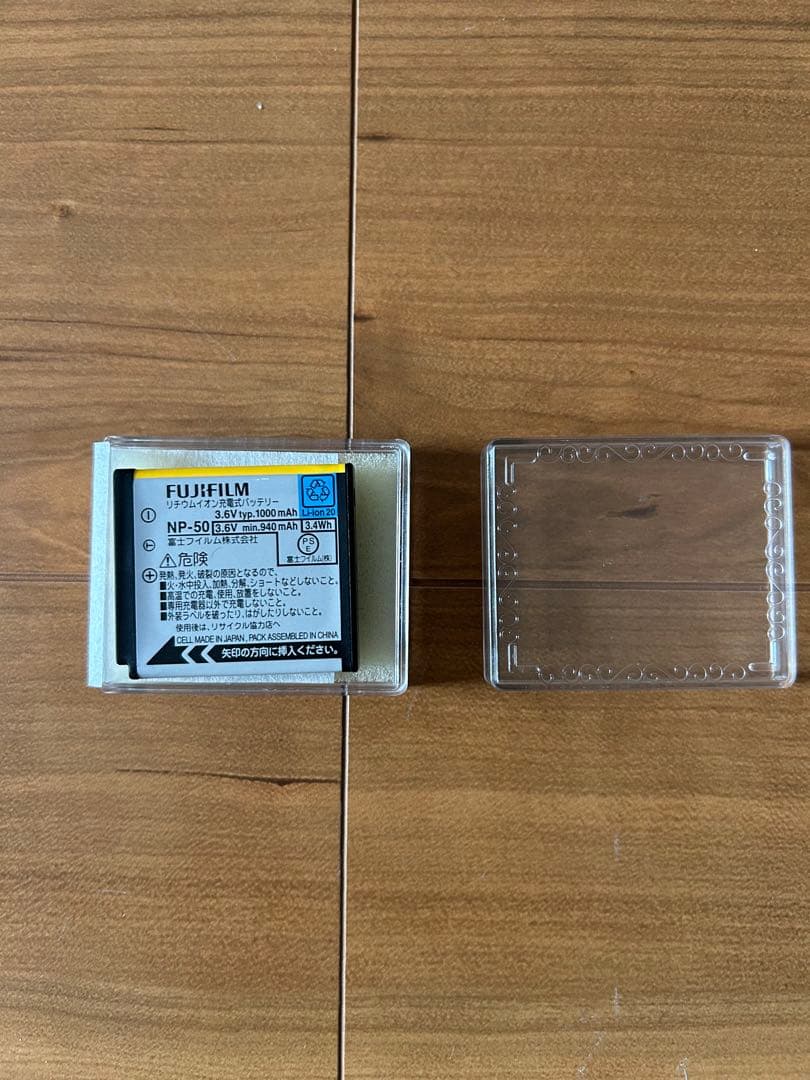 FUJIFILM
リチウムイオン充電式バッテリー
3.6V typ.1000 mAh
Li-ion 20
NP-50 3.6V min.940 mAh 3.4Wh
富士フイルム株式会社
PS
E
富士フイルム(株)
危険
発熱、発火、破裂の原因となるので、
■火・水中投入、加熱、分解、ショートなどしないこと。
■高温での充電、使用、放置をしないこと。
■専用充電器以外で充電しないこと。
■外装ラベルを破ったり、はがしたりしないこと。
使用後は、リサイクル協力店へ
CELL MADE IN JAPAN, PACK ASSEMBLED IN CHINA
矢印の方向に挿入ください。